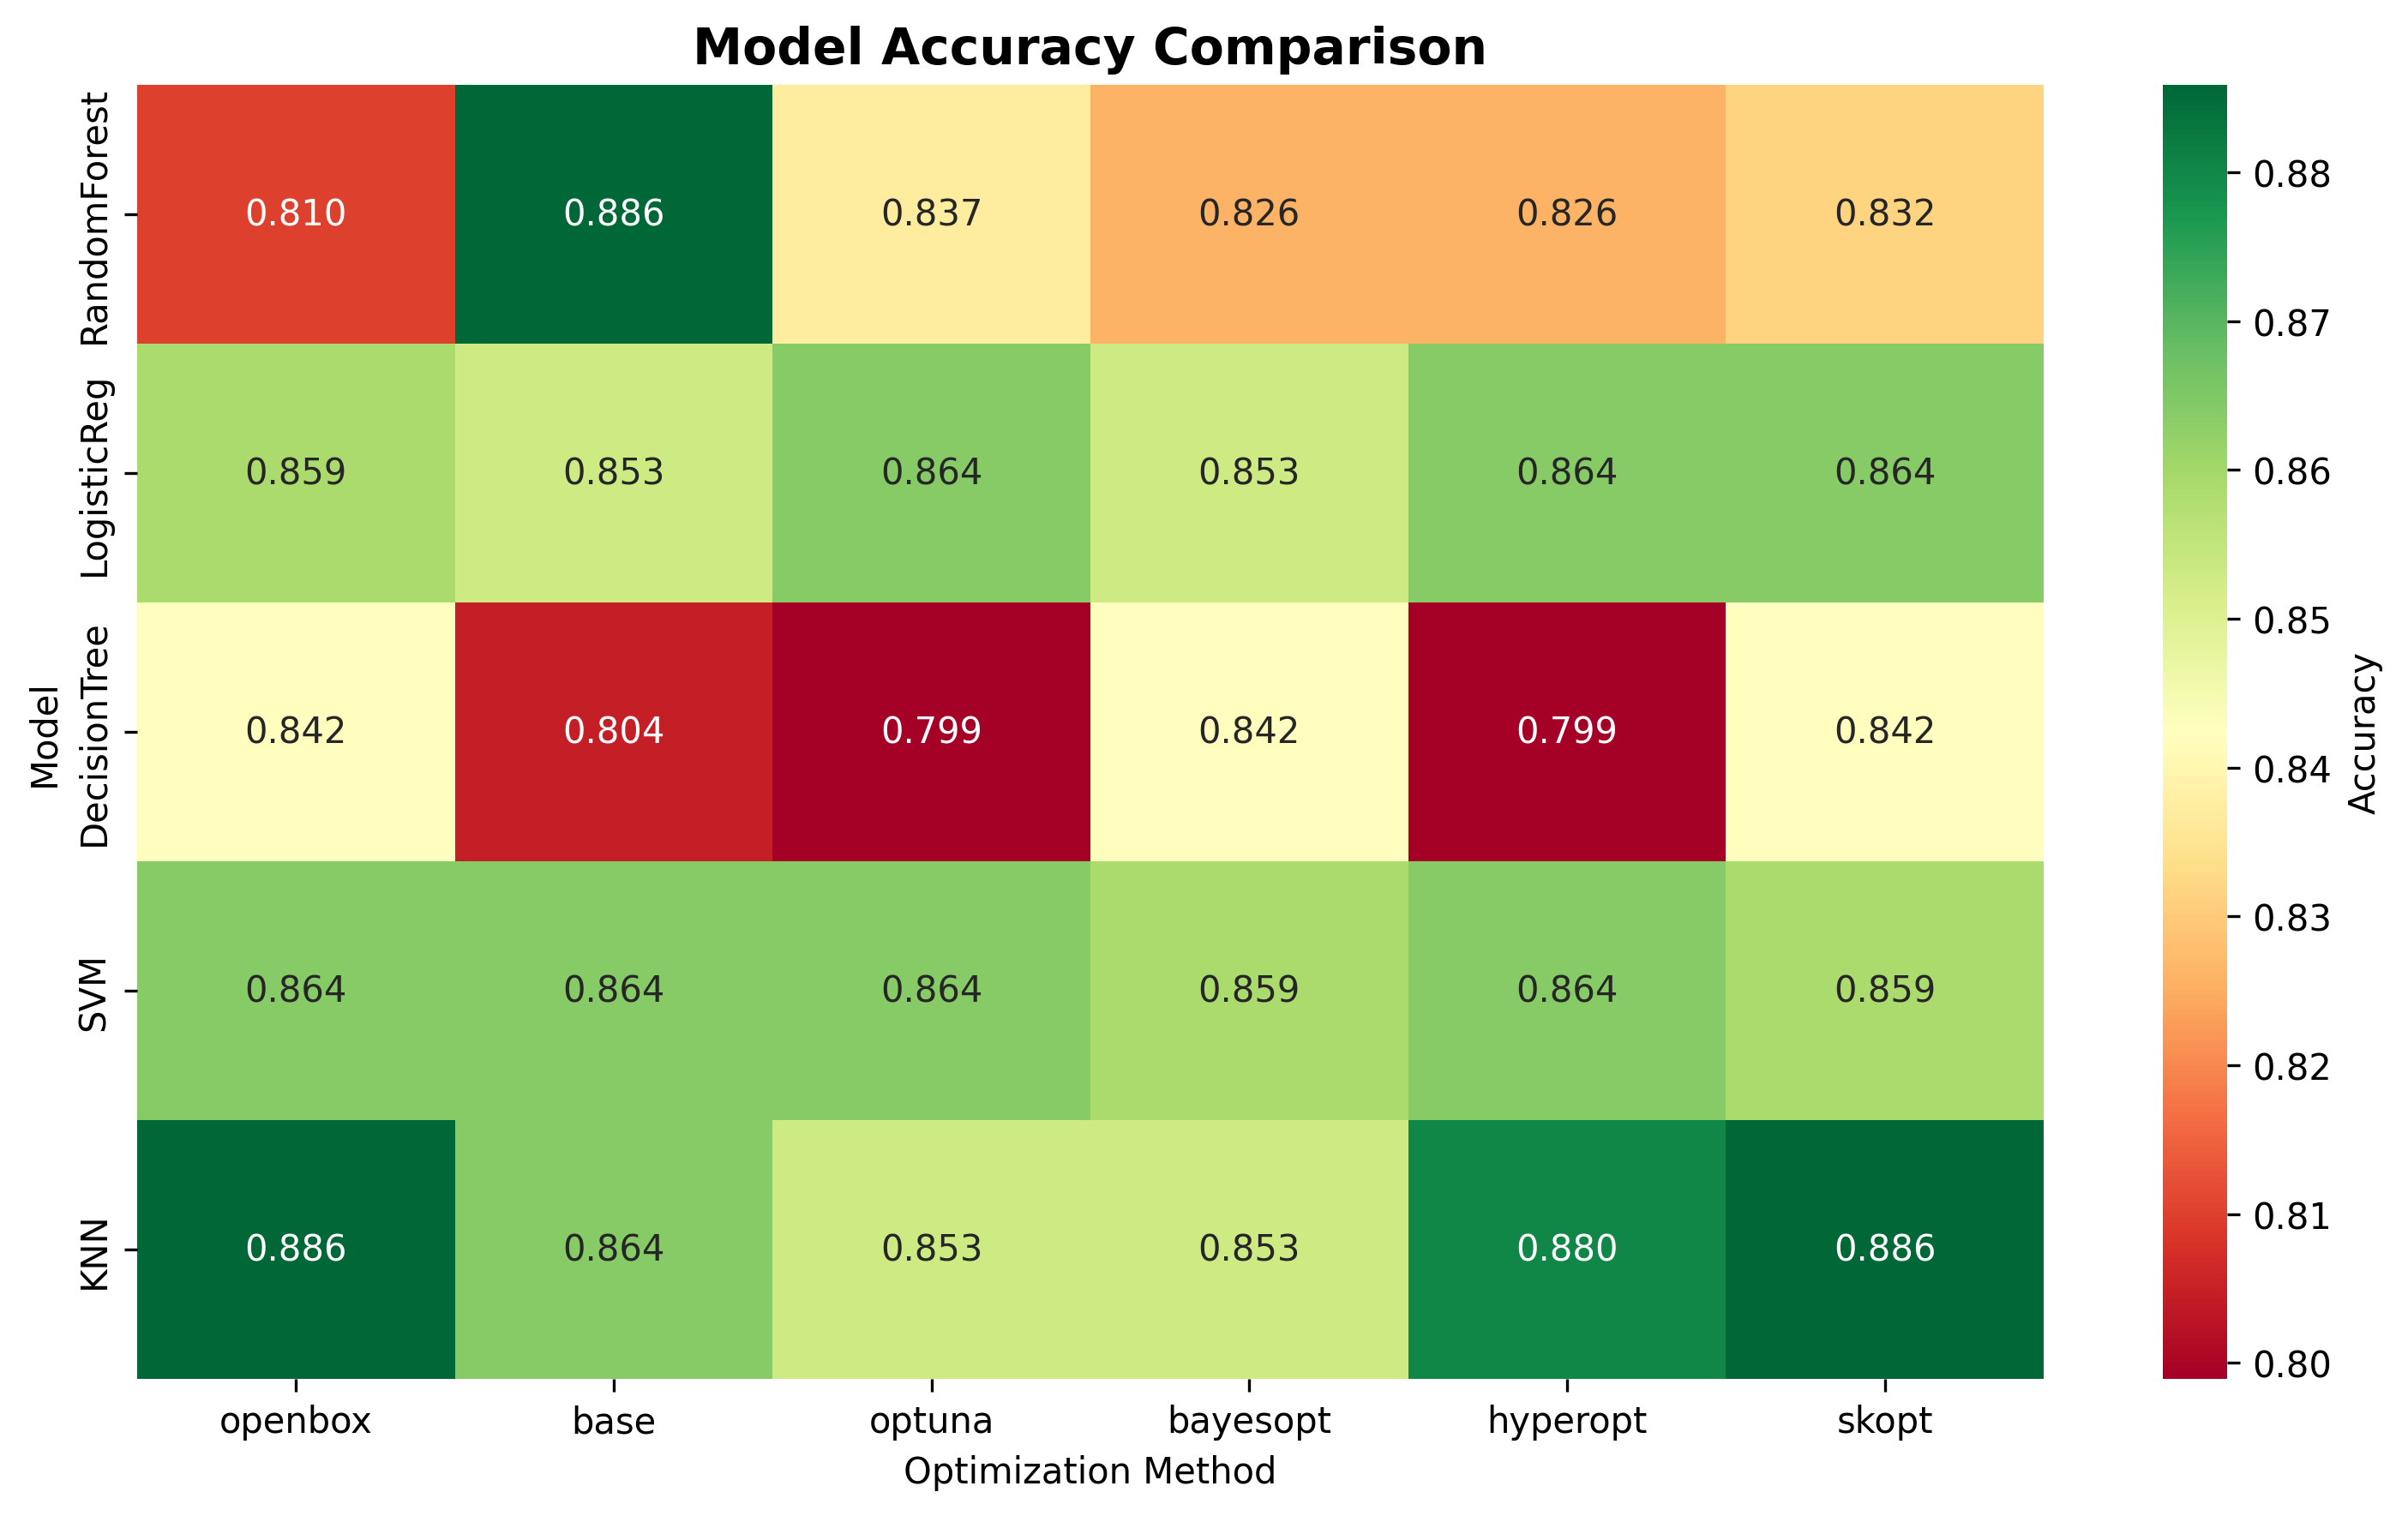 Model Accuracy Comparison
RandomForest 0.810 0.886 0.837 0.826 0.826 0.832
LogisticReg 0.859 0.853 0.864 0.853 0.864 0.864
DecisionTree 0.842 0.804 0.799 0.842 0.799 0.842
SVM 0.864 0.864 0.864 0.859 0.864 0.859
KNN 0.886 0.864 0.853 0.853 0.880 0.886
Model
openbox base optuna bayesopt hyperopt skopt
Optimization Method
0.88
0.87
0.86
0.85
0.84
0.83
0.82
0.81
0.80
Accuracy